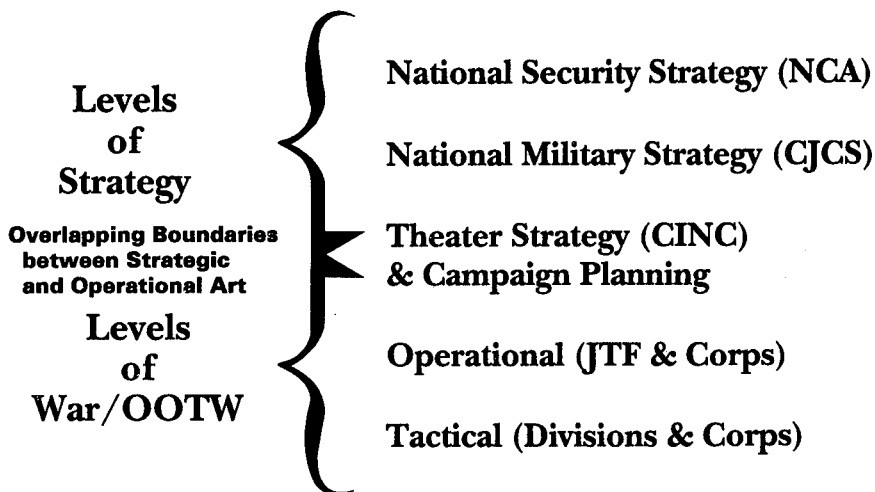 Levels
of
Strategy
Overlapping Boundaries
between Strategic
and Operational Art
Levels
of
War/OOTW
National Security Strategy (NCA)
National Military Strategy (CJCS)
Theater Strategy (CINC)
& Campaign Planning
Operational (JTF & Corps)
Tactical (Divisions & Corps)